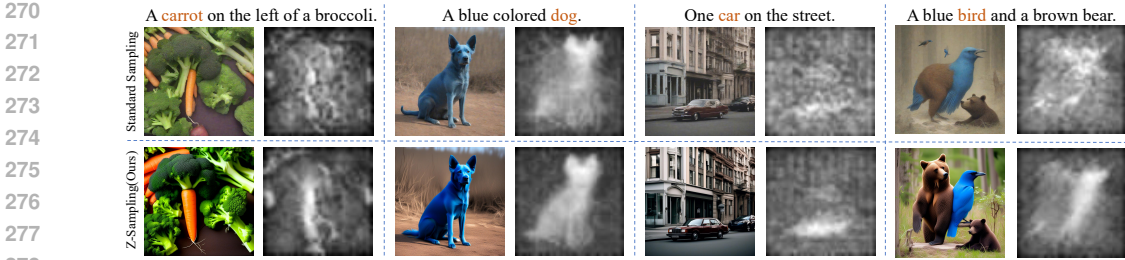 270
A carrot on the left of a broccoli.
A blue colored dog.
One car on the street.
A blue bird and a brown bear.
271
272
273
274
275
276
277
Standard Sampling
Z-Sampling(Ours)